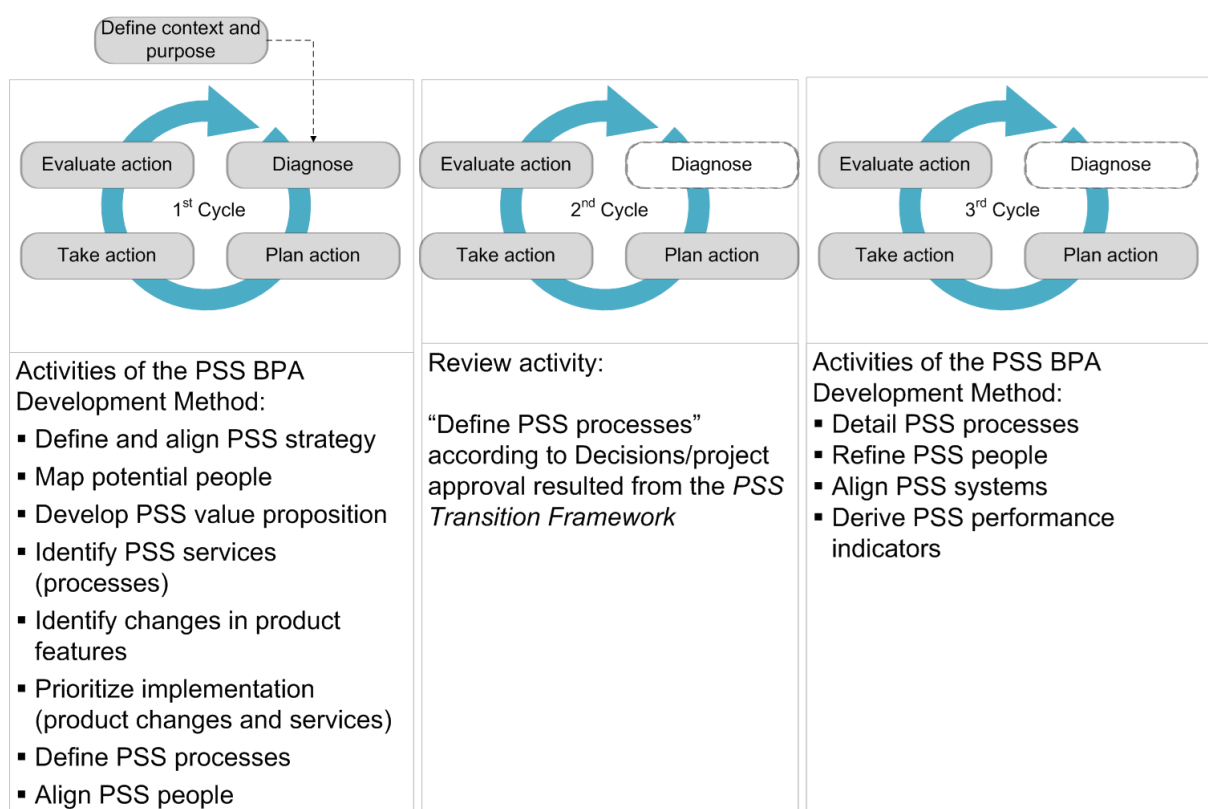 Define context and
purpose
Evaluate action
Diagnose
1st Cycle
Take action
Plan action
Evaluate action
Diagnose
2nd Cycle
Take action
Plan action
Evaluate action
Diagnose
3rd Cycle
Take action
Plan action
Activities of the PSS BPA
Development Method:
▪ Define and align PSS strategy
▪ Map potential people
▪ Develop PSS value proposition
▪ Identify PSS services
(processes)
▪ Identify changes in product
features
▪ Prioritize implementation
(product changes and services)
▪ Define PSS processes
▪ Align PSS people
Review activity:
“Define PSS processes”
according to Decisions/project
approval resulted from the PSS
Transition Framework
Activities of the PSS BPA
Development Method:
▪ Detail PSS processes
▪ Refine PSS people
▪ Align PSS systems
▪ Derive PSS performance
indicators